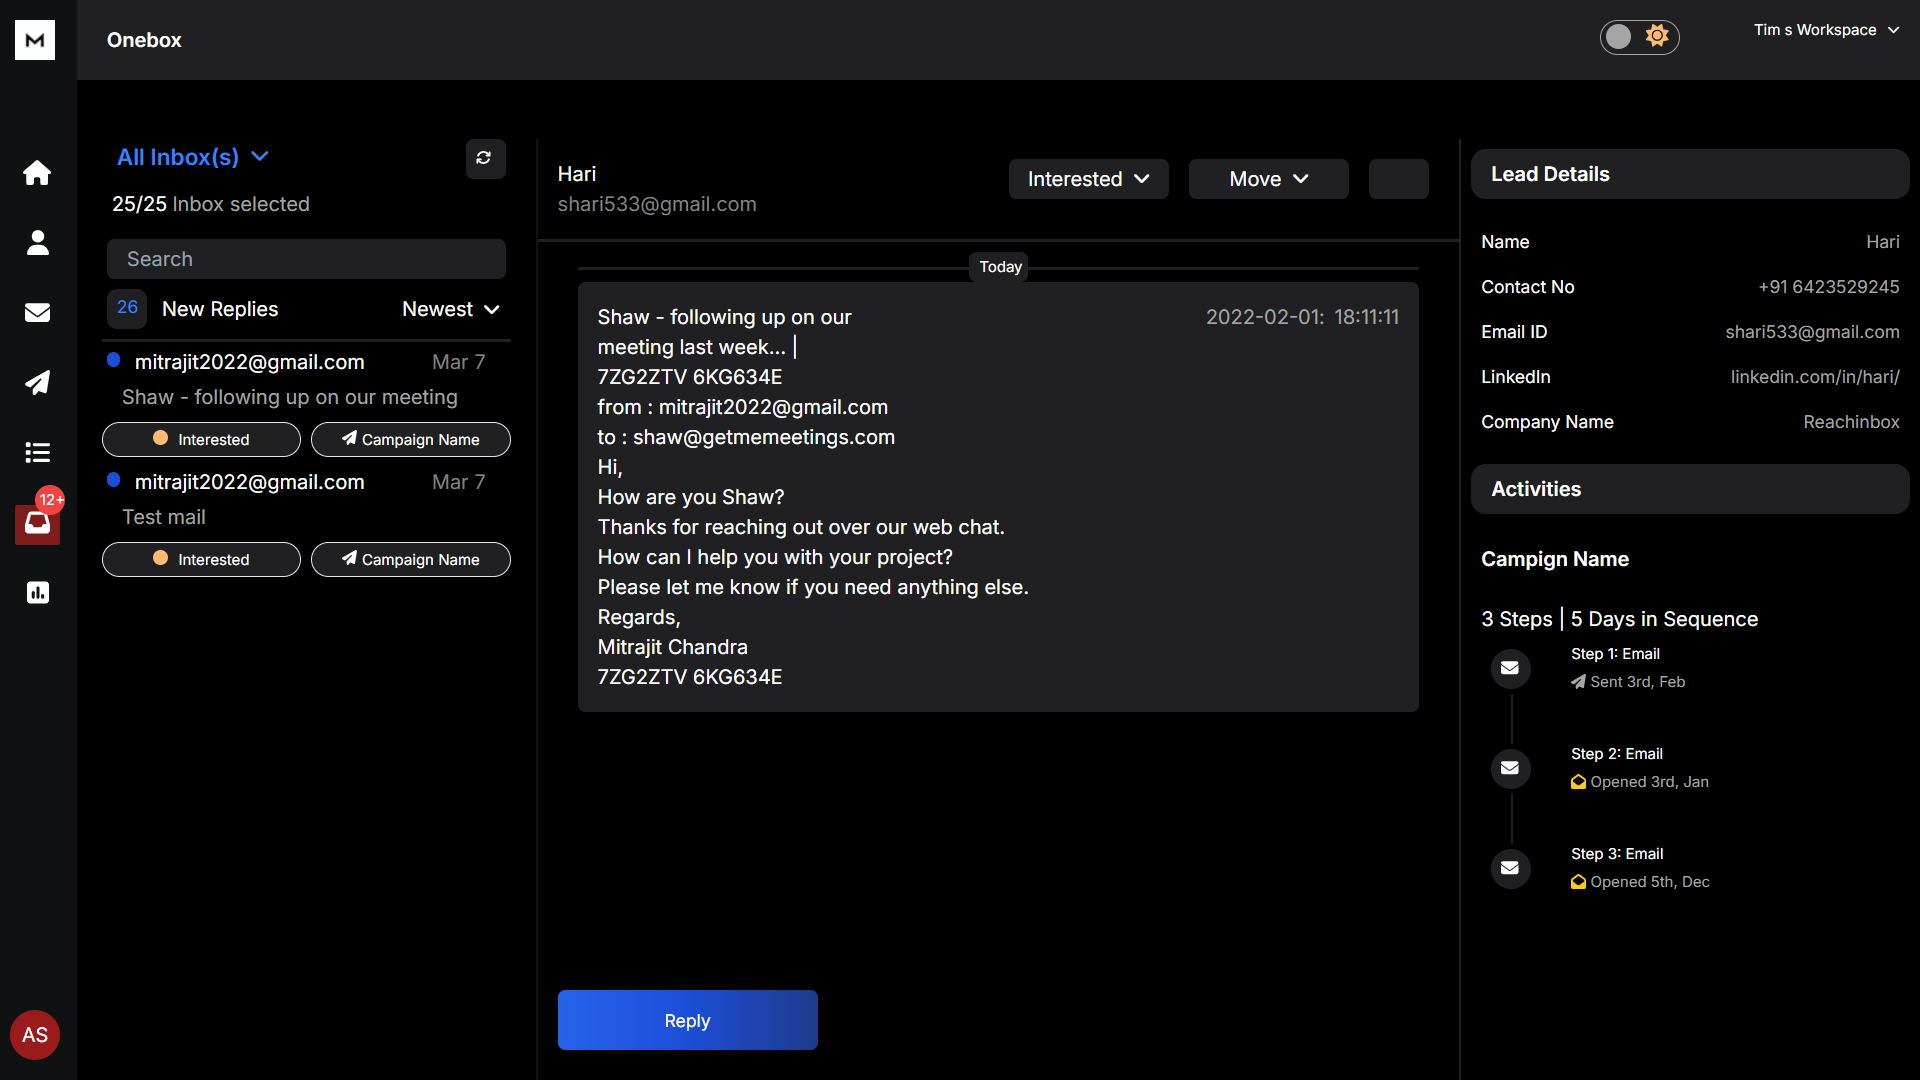 M
Onebox
Tim s Workspace
All Inbox(s)
25/25 Inbox selected
Search
26 New Replies Newest
mitrajit2022@gmail.com Mar 7
Shaw - following up on our meeting
Interested Campaign Name
mitrajit2022@gmail.com Mar 7
Test mail
Interested Campaign Name
12+
AS
Hari
shari533@gmail.com
Interested Move
Today
Shaw - following up on our 2022-02-01: 18:11:11
meeting last week... |
7ZG2ZTV 6KG634E
from : mitrajit2022@gmail.com
to : shaw@getmemeetings.com
Hi,
How are you Shaw?
Thanks for reaching out over our web chat.
How can I help you with your project?
Please let me know if you need anything else.
Regards,
Mitrajit Chandra
7ZG2ZTV 6KG634E
Reply
Lead Details
Name Hari
Contact No +91 6423529245
Email ID shari533@gmail.com
LinkedIn linkedin.com/in/hari/
Company Name Reachinbox
Activities
Campign Name
3 Steps | 5 Days in Sequence
Step 1: Email
Sent 3rd, Feb
Step 2: Email
Opened 3rd, Jan
Step 3: Email
Opened 5th, Dec